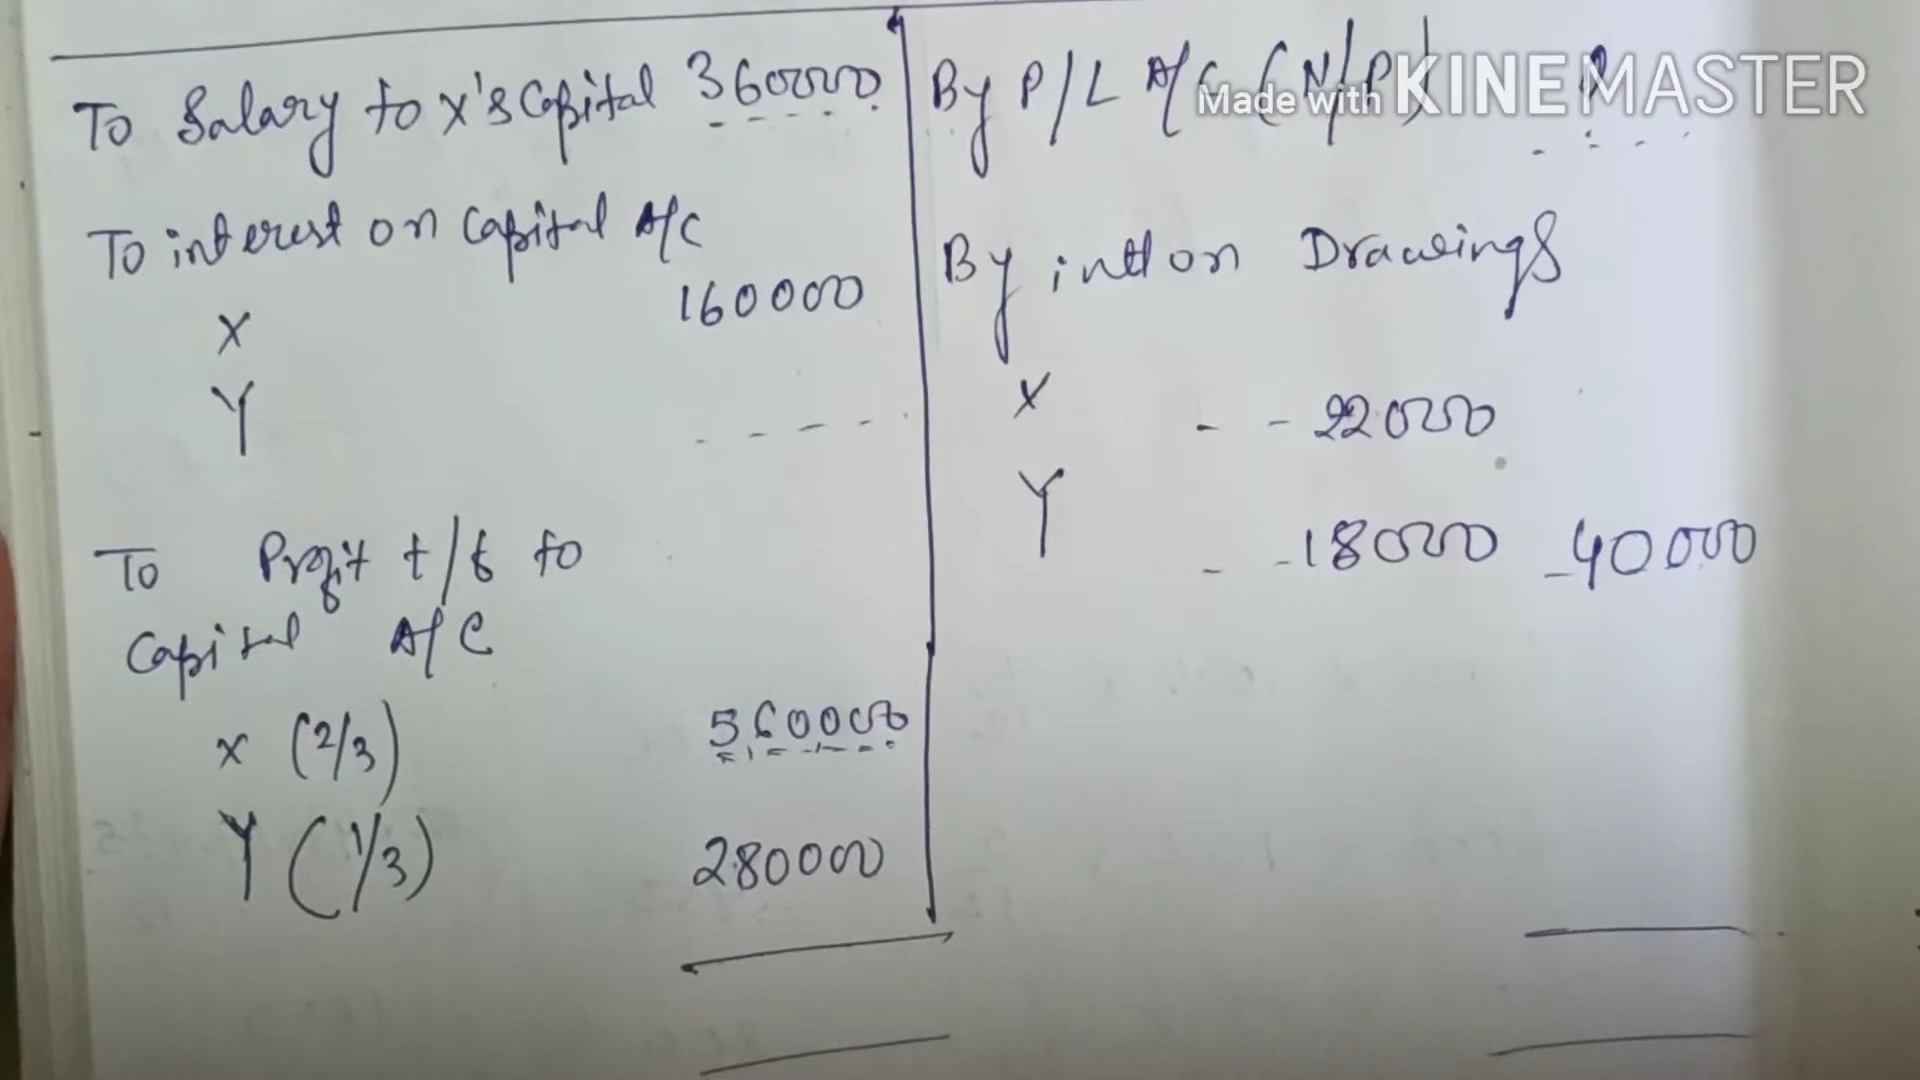 To Salary to X's Capital 360000
To interest on Capital A/C
X 160000
Y
To Profit t/f to
Capital A/C
X (2/3) 560000
Y (1/3) 280000
By P/L A/C (N/P) ?
By intt on Drawings
X 22000
Y 18000 40000
Made with KINEMASTER